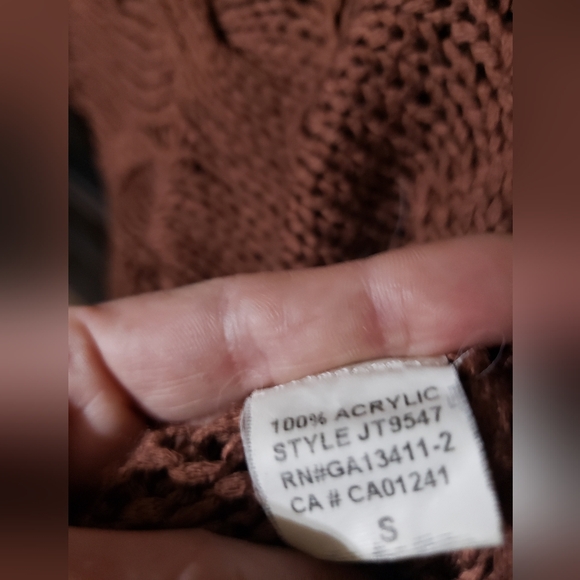 100% ACRYLIC
STYLE JT9547
RN#GA13411-2
CA # CA01241
S